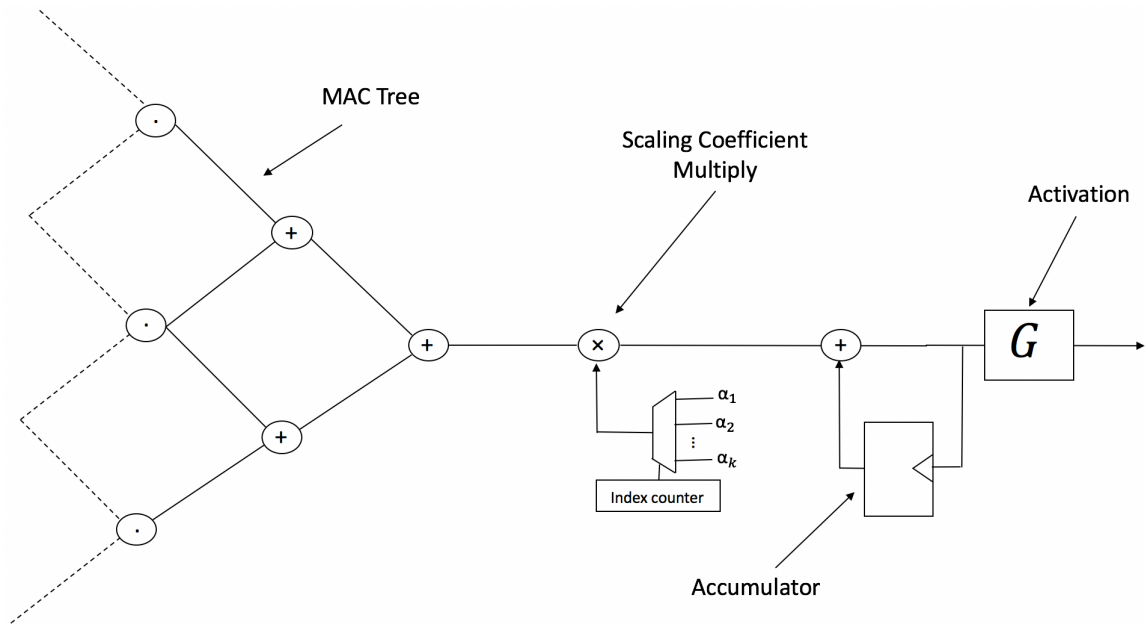 MAC Tree
Scaling Coefficient
Multiply
Activation
·
+
·
+
+
×
+
G
α₁
α₂
⋮
αₖ
Index counter
+
·
Accumulator